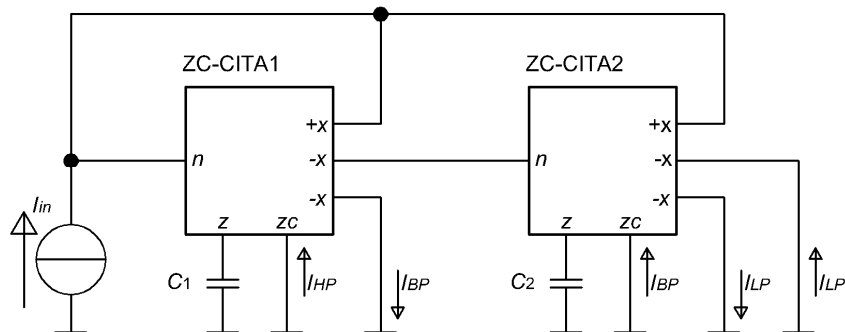 ZC-CITA1
ZC-CITA2
+x
+x
n
-x
n
-x
-x
-x
Iin
z
zc
z
zc
C1
IHP
IBP
C2
IBP
ILP
ILP